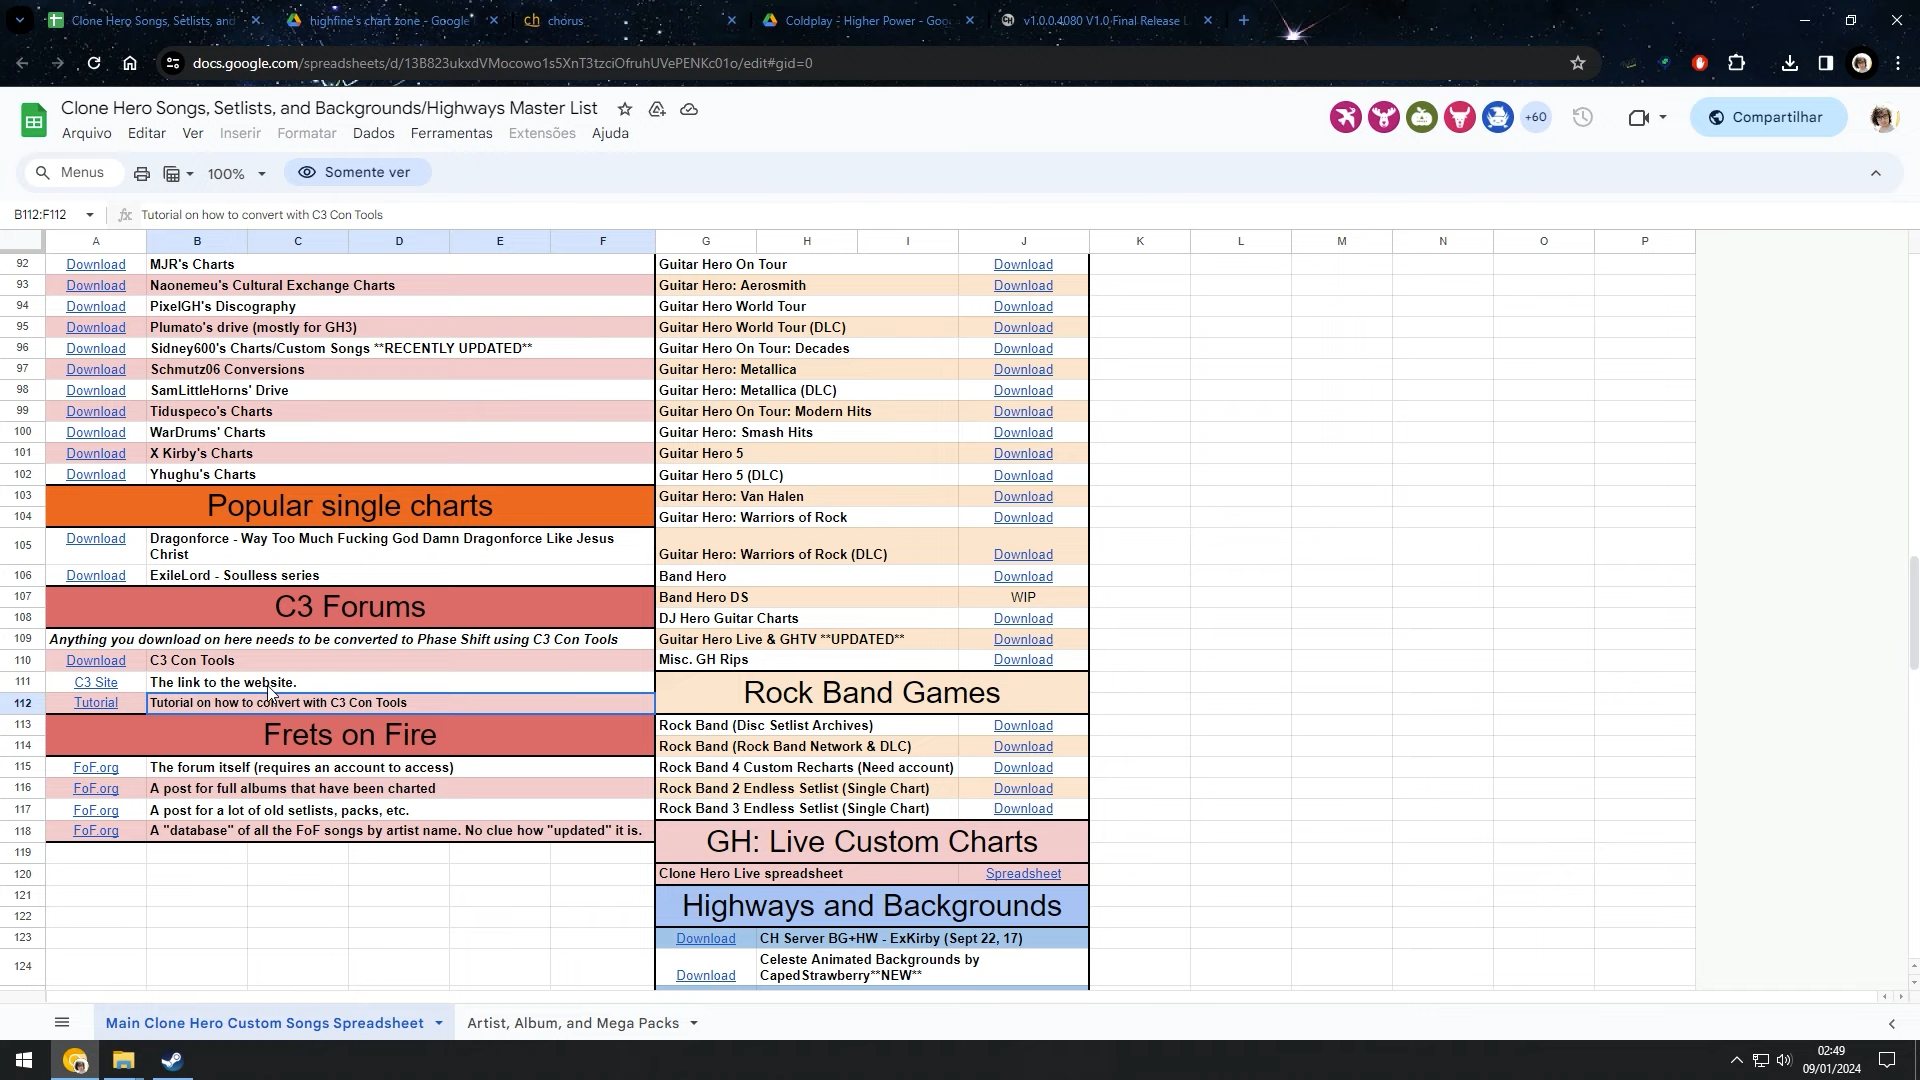 Clone Hero Songs, Setlists, and
highfine's chart zone - Google
chorus
Coldplay - Higher Power - Goo
v1.0.0.4080 V1.0 Final Release
docs.google.com/spreadsheets/d/13B823ukxdVMocowo1s5XnT3tzciOfruhUVePENKc01o/edit#gid=0
Clone Hero Songs, Setlists, and Backgrounds/Highways Master List
+60
Compartilhar
Arquivo Editar Ver Inserir Formatar Dados Ferramentas Extensões Ajuda
Menus 100% Somente ver
B112:F112 fx Tutorial on how to convert with C3 Con Tools
A B C D E F G H I J K L M N O P
92 Download MJR's Charts Guitar Hero On Tour Download
93 Download Naonemeu's Cultural Exchange Charts Guitar Hero: Aerosmith Download
94 Download PixelGH's Discography Guitar Hero World Tour Download
95 Download Plumato's drive (mostly for GH3) Guitar Hero World Tour (DLC) Download
96 Download Sidney600's Charts/Custom Songs **RECENTLY UPDATED** Guitar Hero On Tour: Decades Download
97 Download Schmutz06 Conversions Guitar Hero: Metallica Download
98 Download SamLittleHorns' Drive Guitar Hero: Metallica (DLC) Download
99 Download Tiduspeco's Charts Guitar Hero On Tour: Modern Hits Download
100 Download WarDrums' Charts Guitar Hero: Smash Hits Download
101 Download X Kirby's Charts Guitar Hero 5 Download
102 Download Yhughu's Charts Guitar Hero 5 (DLC) Download
103 Popular single charts Guitar Hero: Van Halen Download
104 Guitar Hero: Warriors of Rock Download
105 Download Dragonforce - Way Too Much Fucking God Damn Dragonforce Like Jesus
Christ Guitar Hero: Warriors of Rock (DLC) Download
106 Download ExileLord - Soulless series Band Hero Download
107 C3 Forums Band Hero DS WIP
108 DJ Hero Guitar Charts Download
109 Anything you download on here needs to be converted to Phase Shift using C3 Con Tools Guitar Hero Live & GHTV **UPDATED** Download
110 Download C3 Con Tools Misc. GH Rips Download
111 C3 Site The link to the website. Rock Band Games
112 Tutorial Tutorial on how to convert with C3 Con Tools
113 Frets on Fire Rock Band (Disc Setlist Archives) Download
114 Rock Band (Rock Band Network & DLC) Download
115 FoF.org The forum itself (requires an account to access) Rock Band 4 Custom Recharts (Need account) Download
116 FoF.org A post for full albums that have been charted Rock Band 2 Endless Setlist (Single Chart) Download
117 FoF.org A post for a lot of old setlists, packs, etc. Rock Band 3 Endless Setlist (Single Chart) Download
118 FoF.org A "database" of all the FoF songs by artist name. No clue how "updated" it is. GH: Live Custom Charts
119
120 Clone Hero Live spreadsheet Spreadsheet
121 Highways and Backgrounds
122
123 Download CH Server BG+HW - ExKirby (Sept 22, 17)
124 Celeste Animated Backgrounds by
Download CapedStrawberry**NEW**
Main Clone Hero Custom Songs Spreadsheet Artist, Album, and Mega Packs
02:49
09/01/2024